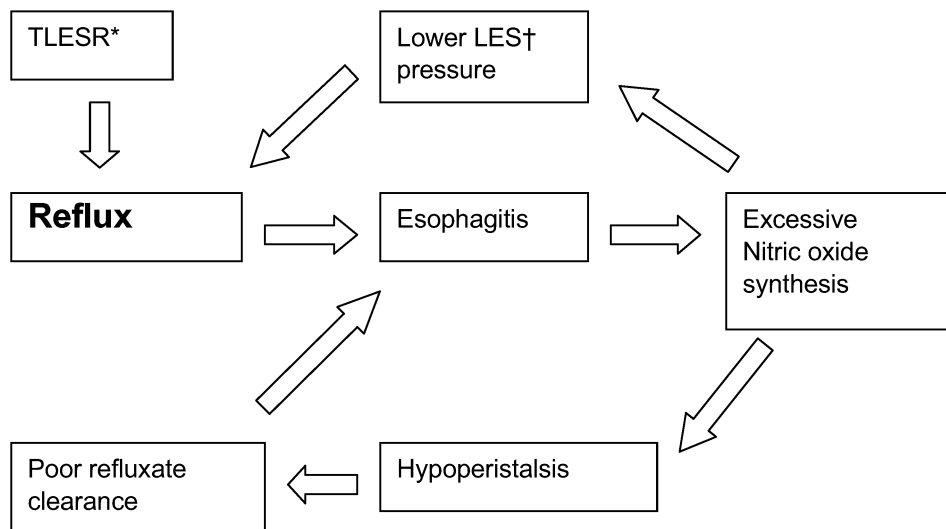 TLESR*
Lower LES†
pressure
Reflux
Esophagitis
Excessive
Nitric oxide
synthesis
Poor refluxate
clearance
Hypoperistalsis